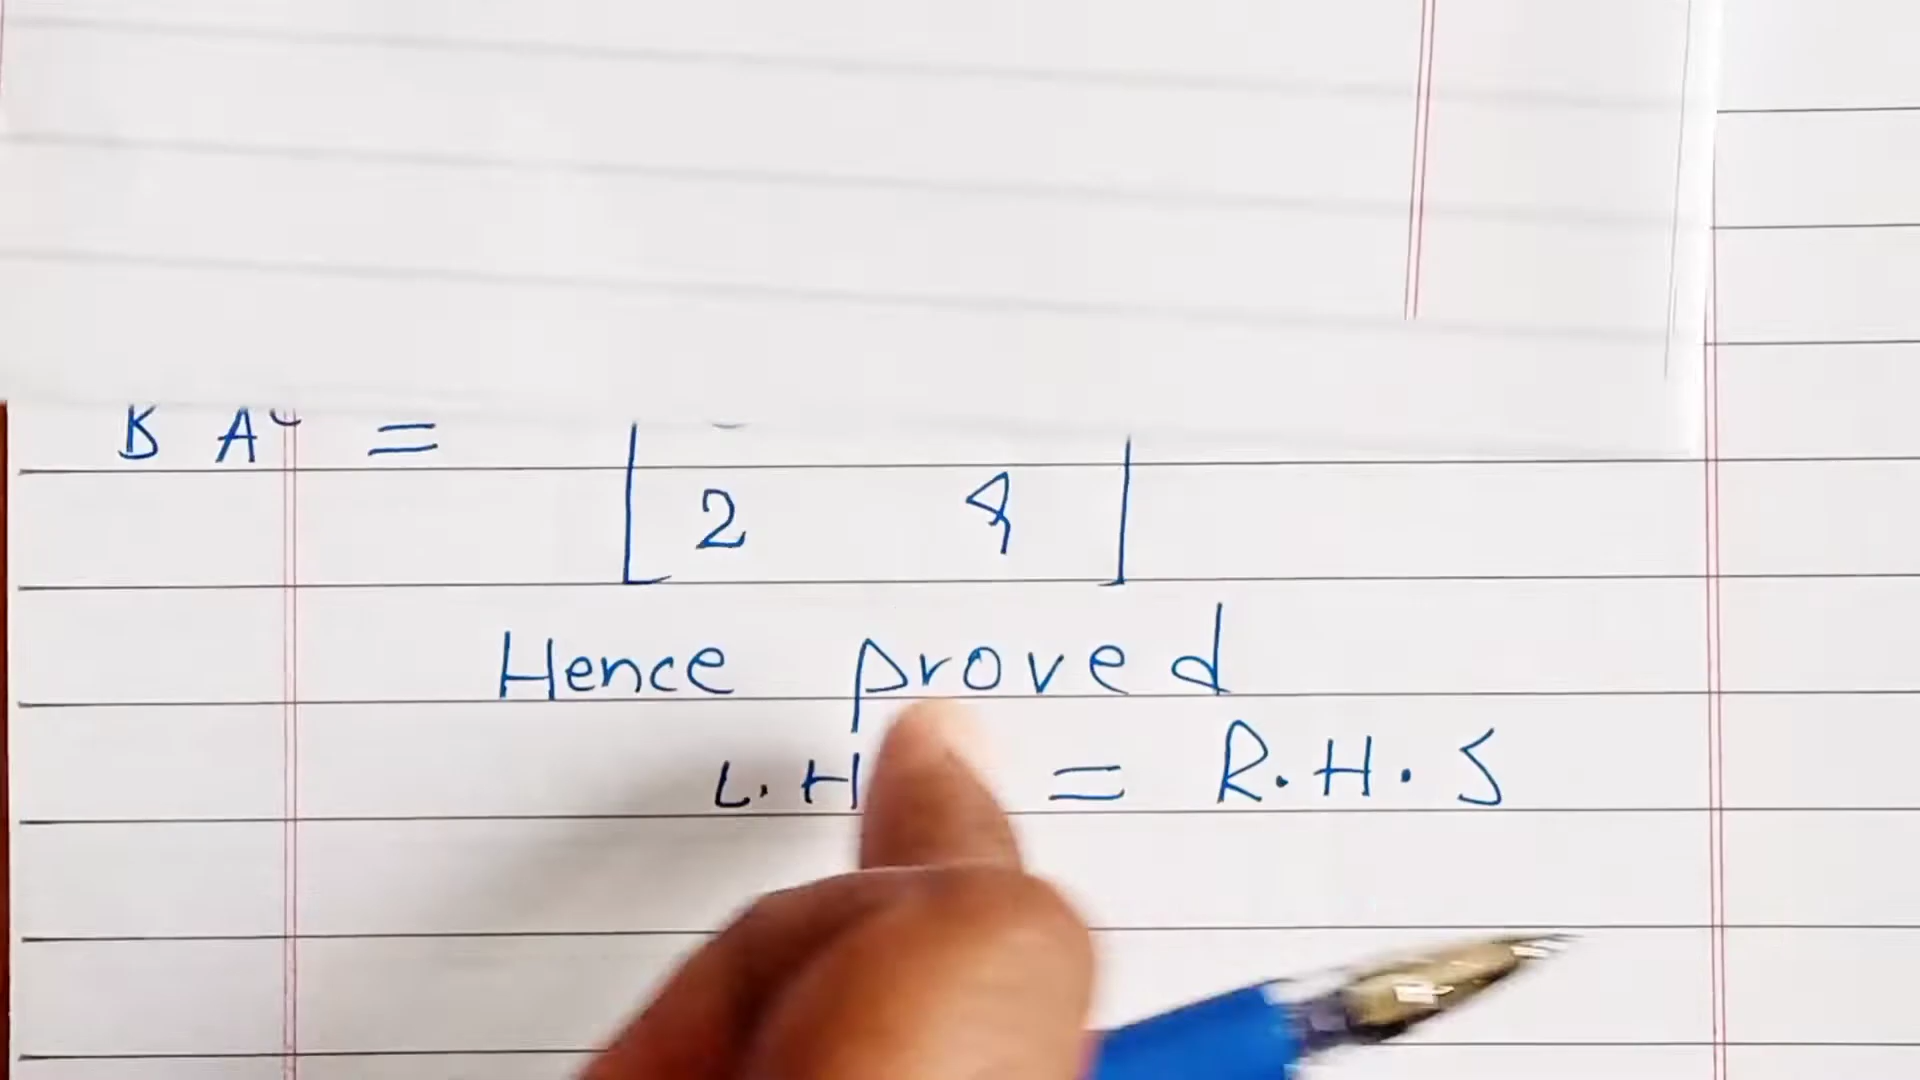 B A =
2 4
Hence proved
L.H = R.H.S